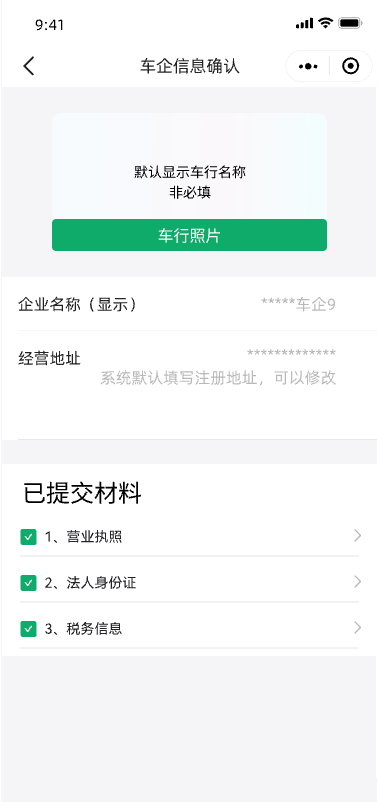 9:41
车企信息确认
默认显示车行名称
非必填
车行照片
企业名称（显示）
*****车企9
经营地址
*************
系统默认填写注册地址，可以修改
已提交材料
1、营业执照
2、法人身份证
3、税务信息